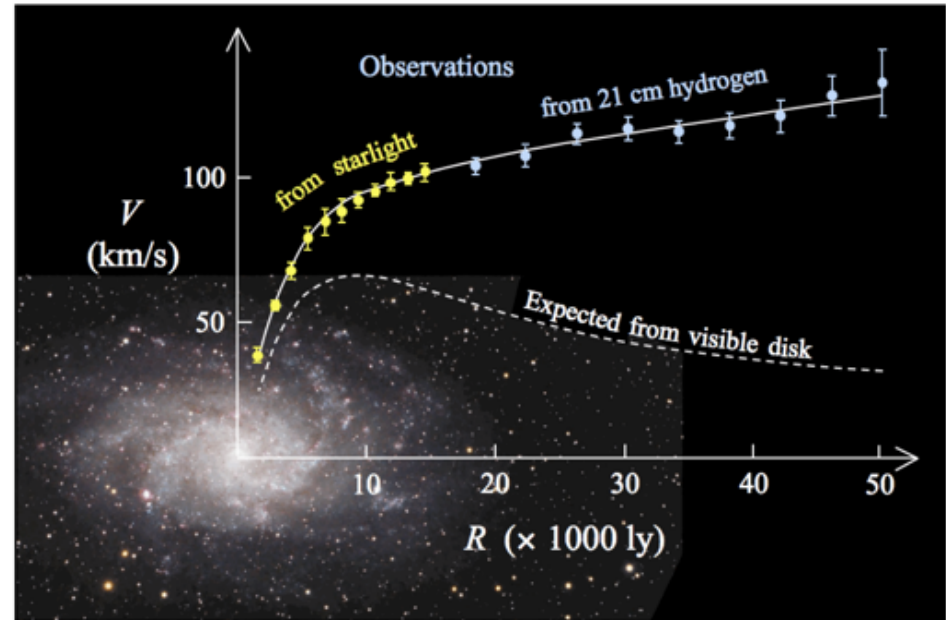 Observations
from 21 cm hydrogen
from starlight
100
V
(km/s)
50
Expected from visible disk
10 20 30 40 50
R (× 1000 ly)